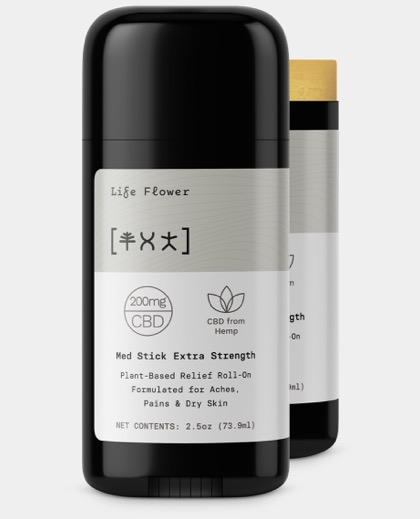 Life Flower
200mg
CBD
CBD from
Hemp
Med Stick Extra Strength
Plant-Based Relief Roll-On
Formulated for Aches,
Pains & Dry Skin
NET CONTENTS: 2.5oz (73.9ml)